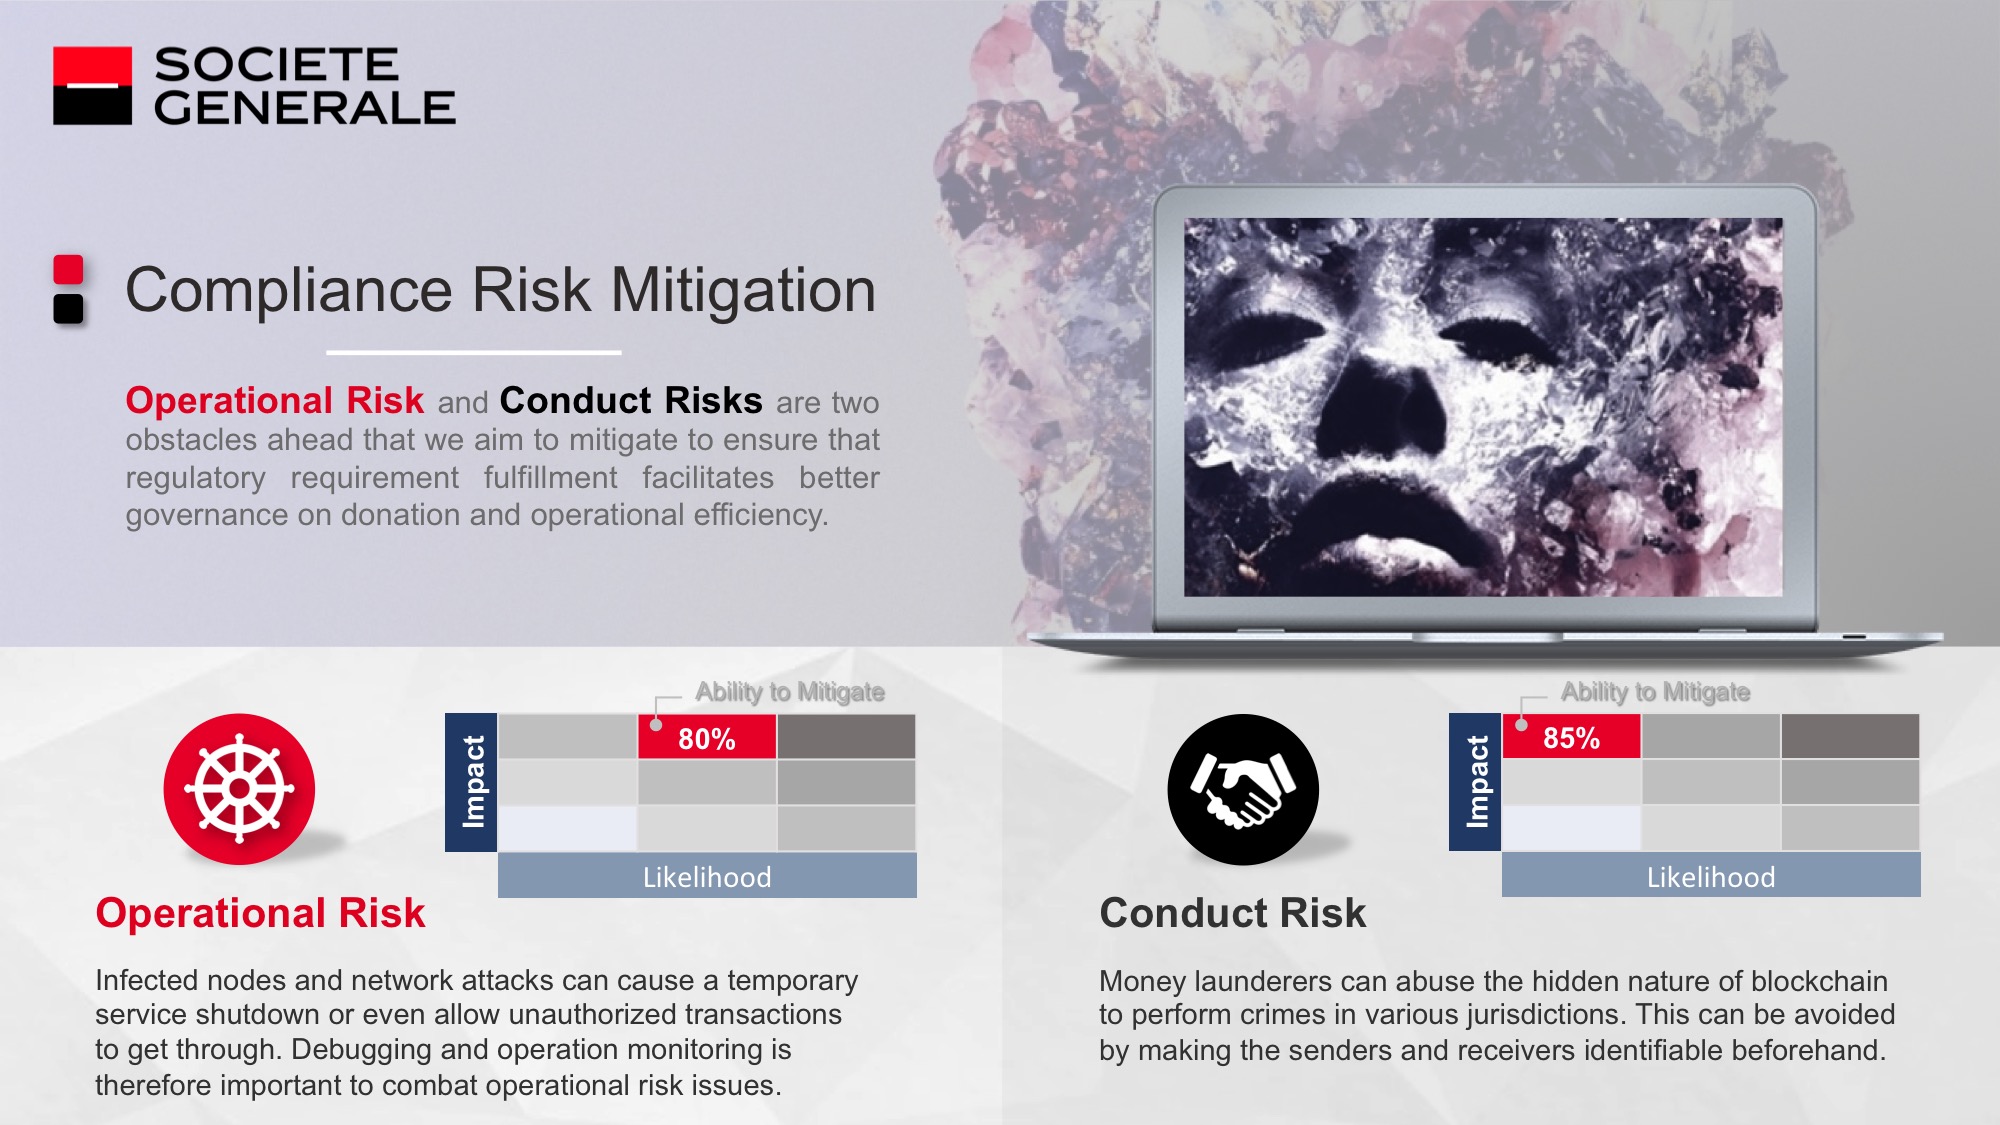 SOCIETE
GENERALE
Compliance Risk Mitigation
Operational Risk and Conduct Risks are two
obstacles ahead that we aim to mitigate to ensure that
regulatory requirement fulfillment facilitates better
governance on donation and operational efficiency.
Ability to Mitigate
Impact
80%
Likelihood
Operational Risk
Infected nodes and network attacks can cause a temporary
service shutdown or even allow unauthorized transactions
to get through. Debugging and operation monitoring is
therefore important to combat operational risk issues.
Ability to Mitigate
Impact
85%
Likelihood
Conduct Risk
Money launderers can abuse the hidden nature of blockchain
to perform crimes in various jurisdictions. This can be avoided
by making the senders and receivers identifiable beforehand.